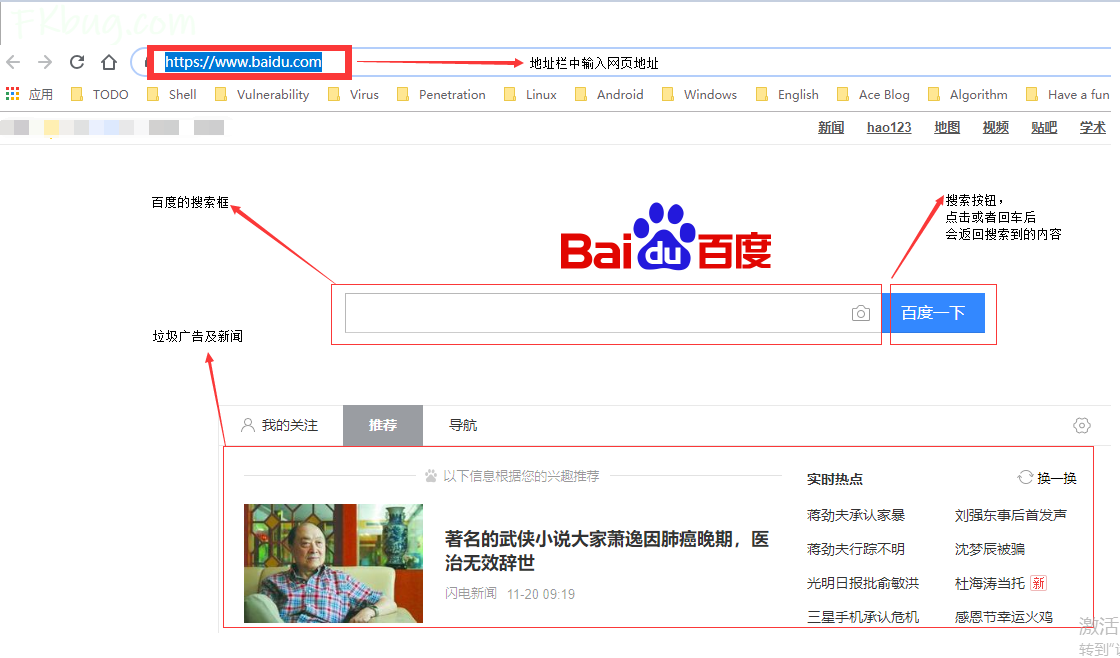 FKbug.com
https://www.baidu.com
地址栏中输入网页地址
应用 TODO Shell Vulnerability Virus Penetration Linux Android Windows English Ace Blog Algorithm Have a fun
新闻 hao123 地图 视频 贴吧 学术
百度的搜索框
搜索按钮，
点击或者回车后
会返回搜索到的内容
Bai du 百度
百度一下
垃圾广告及新闻
我的关注 推荐 导航
以下信息根据您的兴趣推荐
实时热点 换一换
著名的武侠小说大家萧逸因肺癌晚期，医
治无效辞世
闪电新闻 11-20 09:19
蒋劲夫承认家暴 刘强东事后首发声
蒋劲夫行踪不明 沈梦辰被骗
光明日报批俞敏洪 杜海涛当托 新
三星手机承认危机 感恩节幸运火鸡
激活
转到"